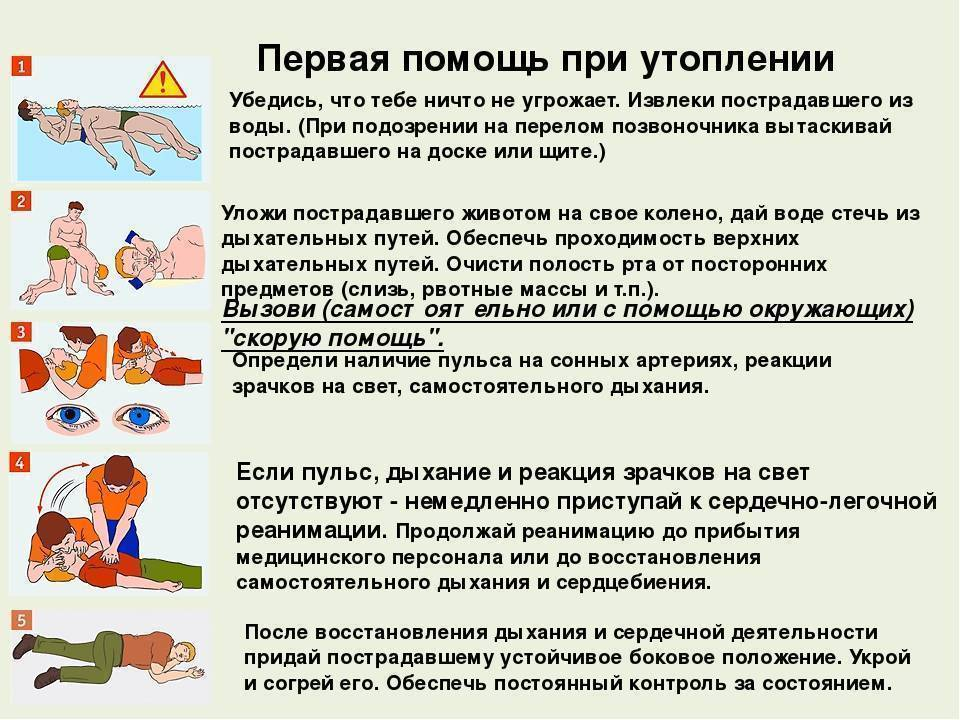 Первая помощь при утоплении
1
Убедись, что тебе ничто не угрожает. Извлеки пострадавшего из
воды. (При подозрении на перелом позвоночника вытаскивай
пострадавшего на доске или щите.)
2
Уложи пострадавшего животом на свое колено, дай воде стечь из
дыхательных путей. Обеспечь проходимость верхних
дыхательных путей. Очисти полость рта от посторонних
предметов (слизь, рвотные массы и т.п.).
Вызови (самостоятельно или с помощью окружающих)
"скорую помощь".
3
Определи наличие пульса на сонных артериях, реакции
зрачков на свет, самостоятельного дыхания.
4
Если пульс, дыхание и реакция зрачков на свет
отсутствуют - немедленно приступай к сердечно-легочной
реанимации. Продолжай реанимацию до прибытия
медицинского персонала или до восстановления
самостоятельного дыхания и сердцебиения.
5
После восстановления дыхания и сердечной деятельности
придай пострадавшему устойчивое боковое положение. Укрой
и согрей его. Обеспечь постоянный контроль за состоянием.